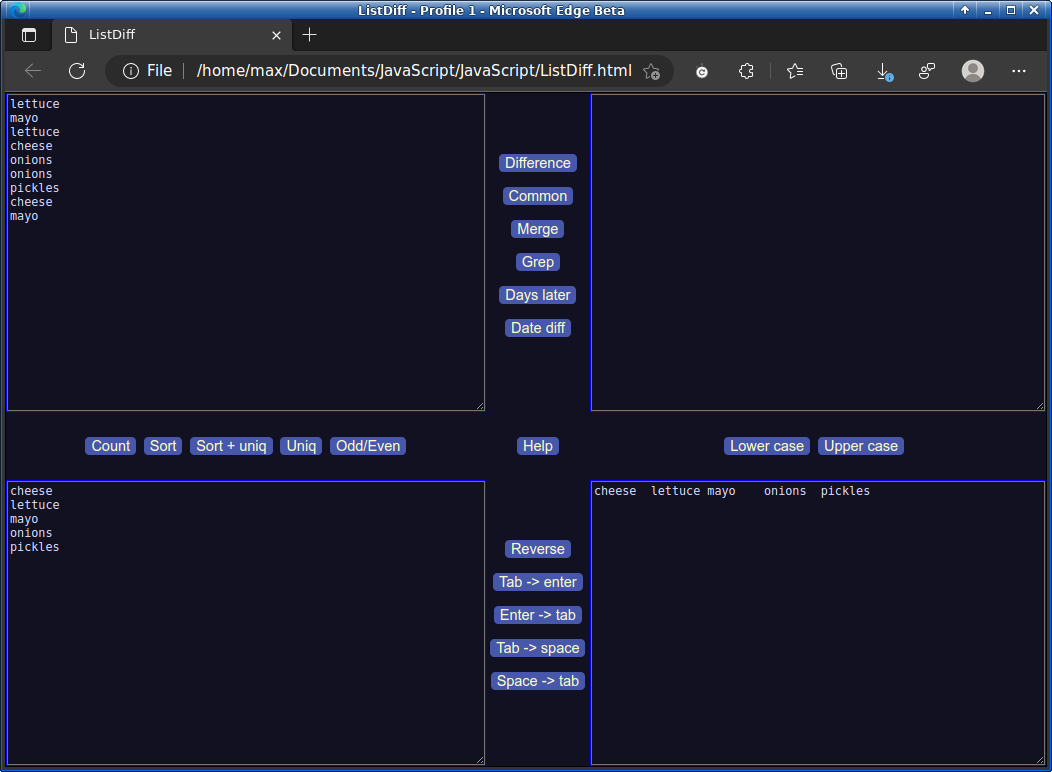 ListDiff - Profile 1 - Microsoft Edge Beta
ListDiff
File
/home/max/Documents/JavaScript/JavaScript/ListDiff.html
lettuce
mayo
lettuce
cheese
onions
onions
pickles
cheese
mayo
Difference
Common
Merge
Grep
Days later
Date diff
Count Sort Sort + uniq Uniq Odd/Even
Help
Lower case Upper case
cheese
lettuce
mayo
onions
pickles
Reverse
Tab -> enter
Enter -> tab
Tab -> space
Space -> tab
cheese lettuce mayo onions pickles